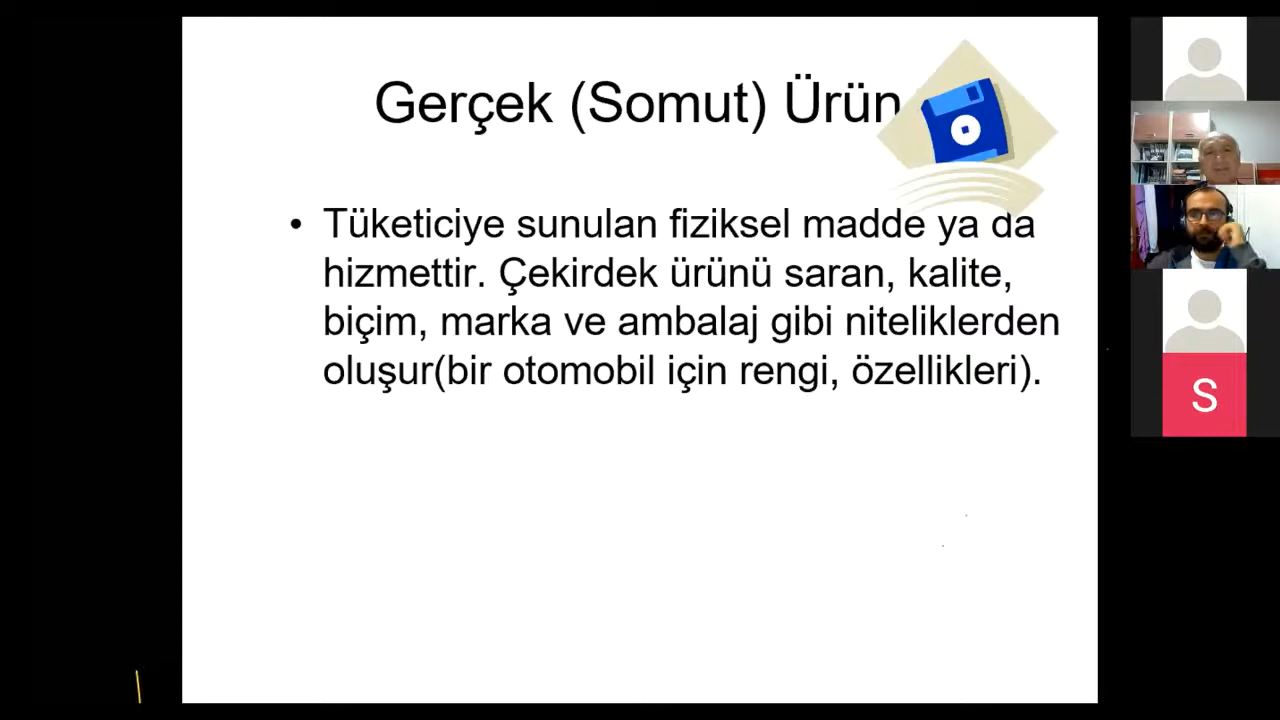 Gerçek (Somut) Ürün
• Tüketiciye sunulan fiziksel madde ya da
hizmettir. Çekirdek ürünü saran, kalite,
biçim, marka ve ambalaj gibi niteliklerden
oluşur(bir otomobil için rengi, özellikleri).
S